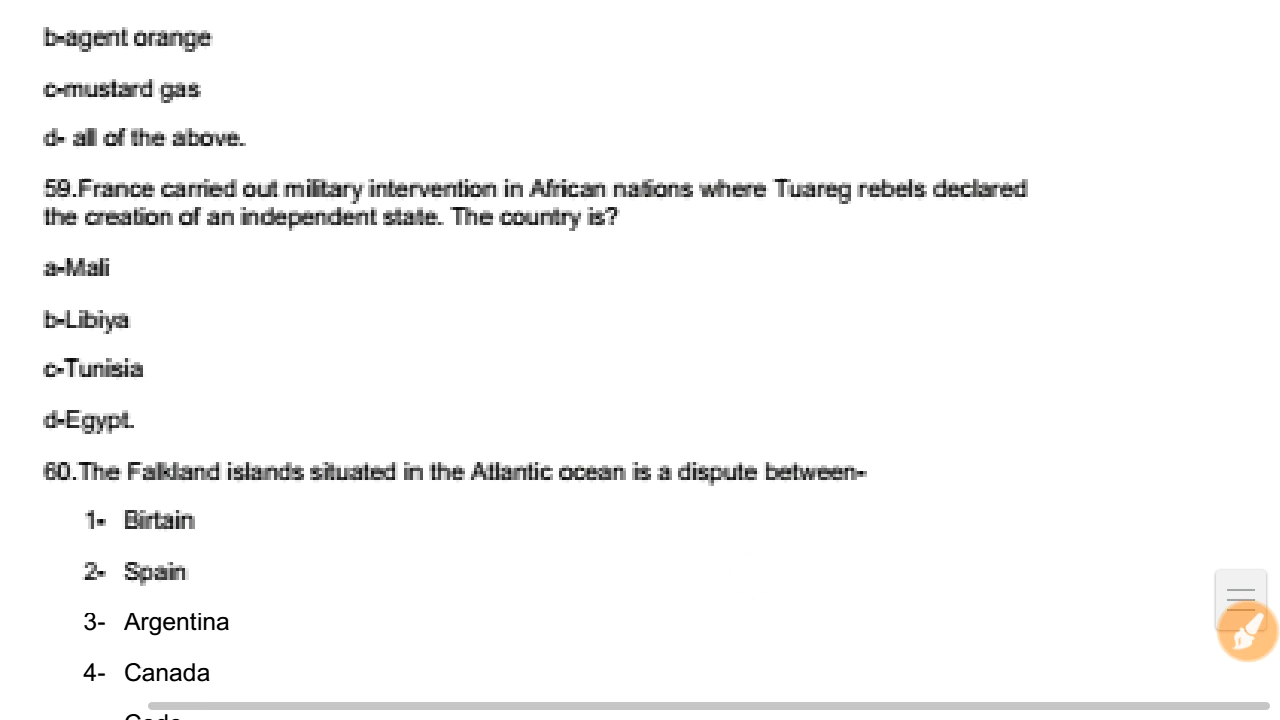 b-agent orange
c-mustard gas
d- all of the above.
59.France carried out military intervention in African nations where Tuareg rebels declared
the creation of an independent state. The country is?
a-Mali
b-Libiya
c-Tunisia
d-Egypt.
60.The Falkland islands situated in the Atlantic ocean is a dispute between-
1- Birtain
2- Spain
3- Argentina
4- Canada